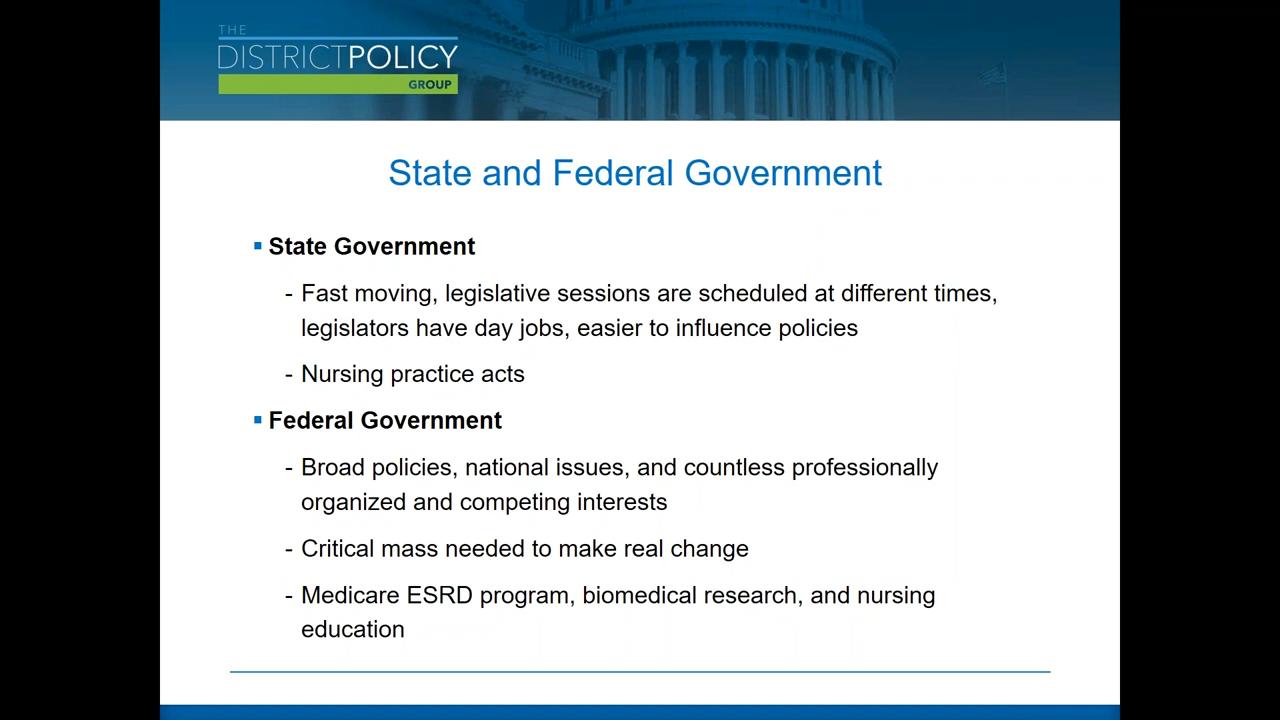 THE
DISTRICTPOLICY
GROUP
State and Federal Government
▪ State Government
- Fast moving, legislative sessions are scheduled at different times,
legislators have day jobs, easier to influence policies
- Nursing practice acts
▪ Federal Government
- Broad policies, national issues, and countless professionally
organized and competing interests
- Critical mass needed to make real change
- Medicare ESRD program, biomedical research, and nursing
education